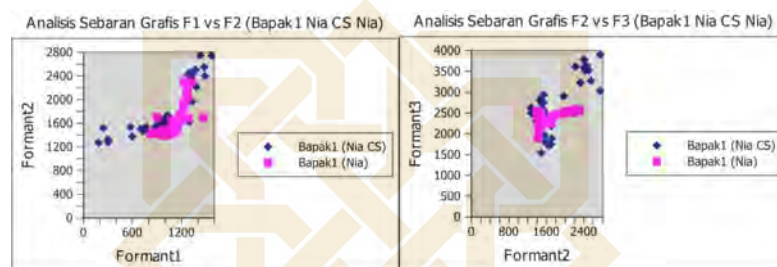 Analisis Sebaran Grafis F1 vs F2 (Bapak1 Nia CS Nia)
2800
2400
2000
1600
1200
800
400
0
0
600
1200
Formant2
Formant1
Bapak1 (Nia CS)
Bapak1 (Nia)
Analisis Sebaran Grafis F2 vs F3 (Bapak1 Nia CS Nia)
4000
3500
3000
2500
2000
1500
1000
500
0
0
800
1600
2400
Formant3
Formant2
Bapak1 (Nia CS)
Bapak1 (Nia)